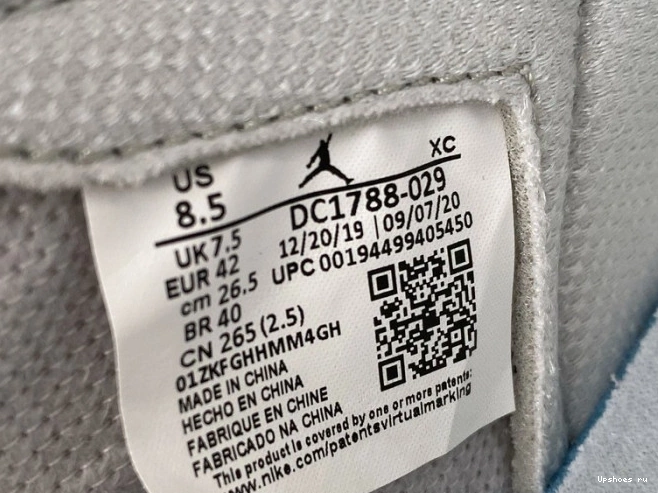 US
XC
8.5
DC1788-029
UK 7.5
12/20/19 | 09/07/20
EUR 42
UPC 00194499405450
cm 26.5
BR 40
CN 265 (2.5)
01ZKFGHHMM4GH
MADE IN CHINA
HECHO EN CHINA
FABRIQUE EN CHINE
FABRICADO NA CHINA
This product is covered by one or more patents:
www.nike.com/patentsvirtualmarking
Upshoes ru